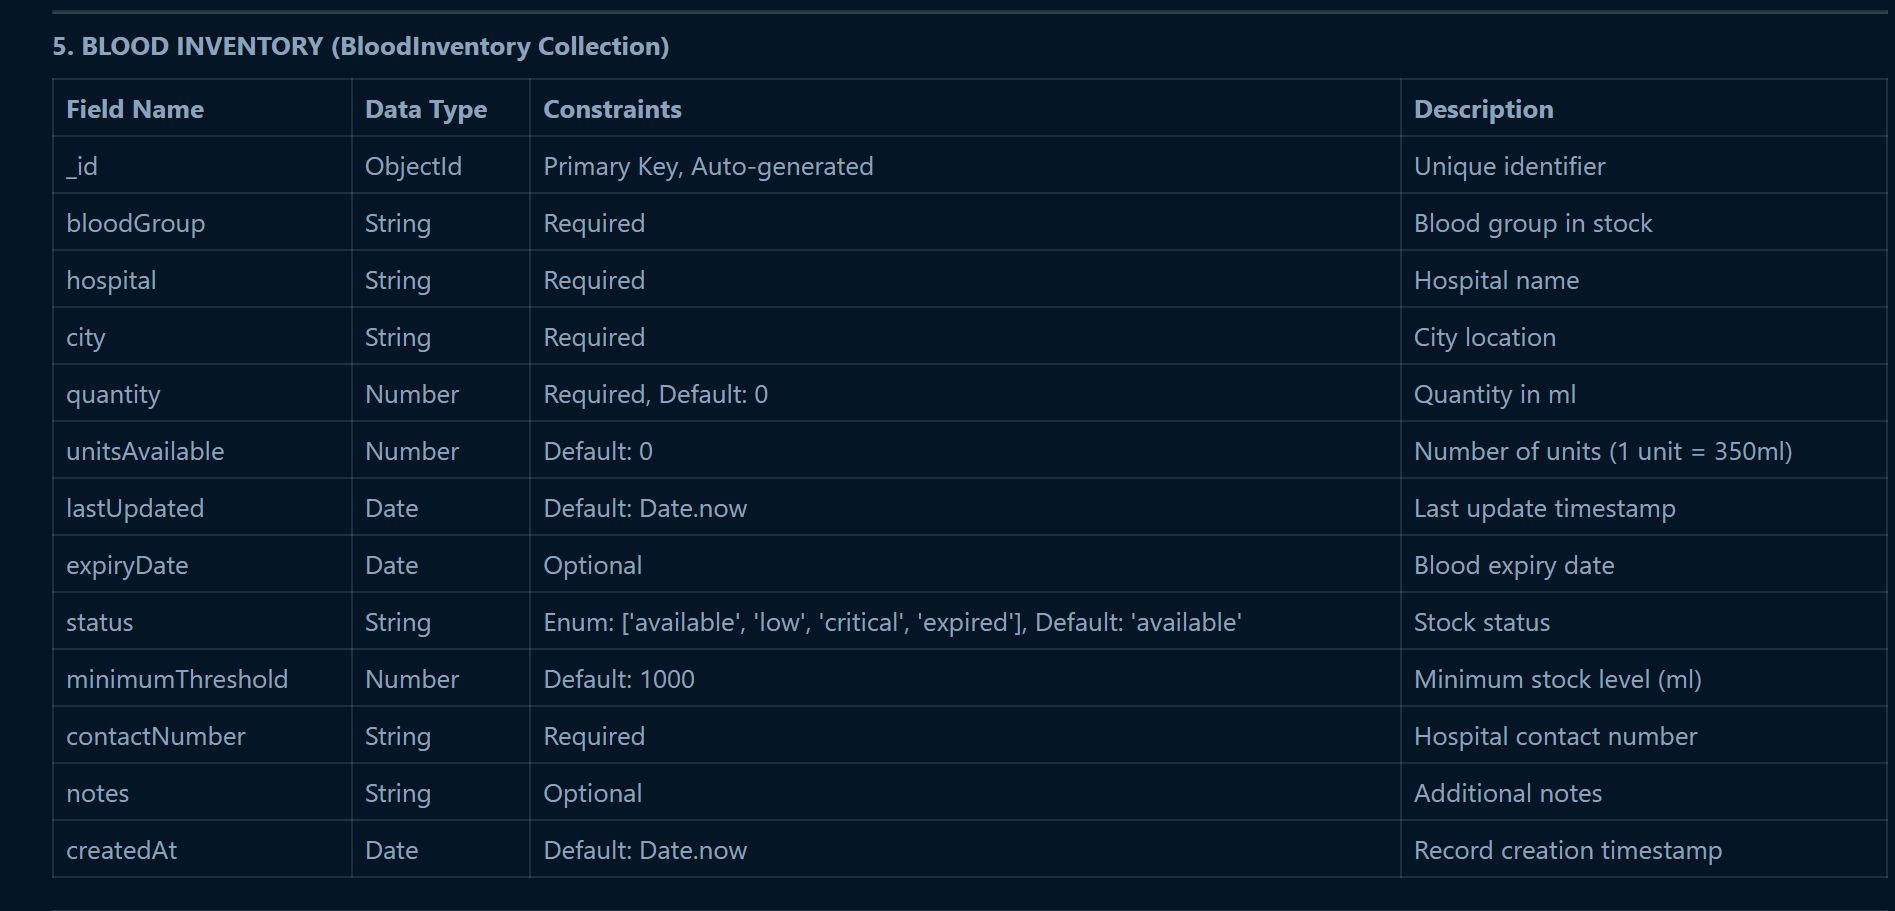 5. BLOOD INVENTORY (BloodInventory Collection)
Field Name Data Type Constraints Description
_id ObjectId Primary Key, Auto-generated Unique identifier
bloodGroup String Required Blood group in stock
hospital String Required Hospital name
city String Required City location
quantity Number Required, Default: 0 Quantity in ml
unitsAvailable Number Default: 0 Number of units (1 unit = 350ml)
lastUpdated Date Default: Date.now Last update timestamp
expiryDate Date Optional Blood expiry date
status String Enum: ['available', 'low', 'critical', 'expired'], Default: 'available' Stock status
minimumThreshold Number Default: 1000 Minimum stock level (ml)
contactNumber String Required Hospital contact number
notes String Optional Additional notes
createdAt Date Default: Date.now Record creation timestamp